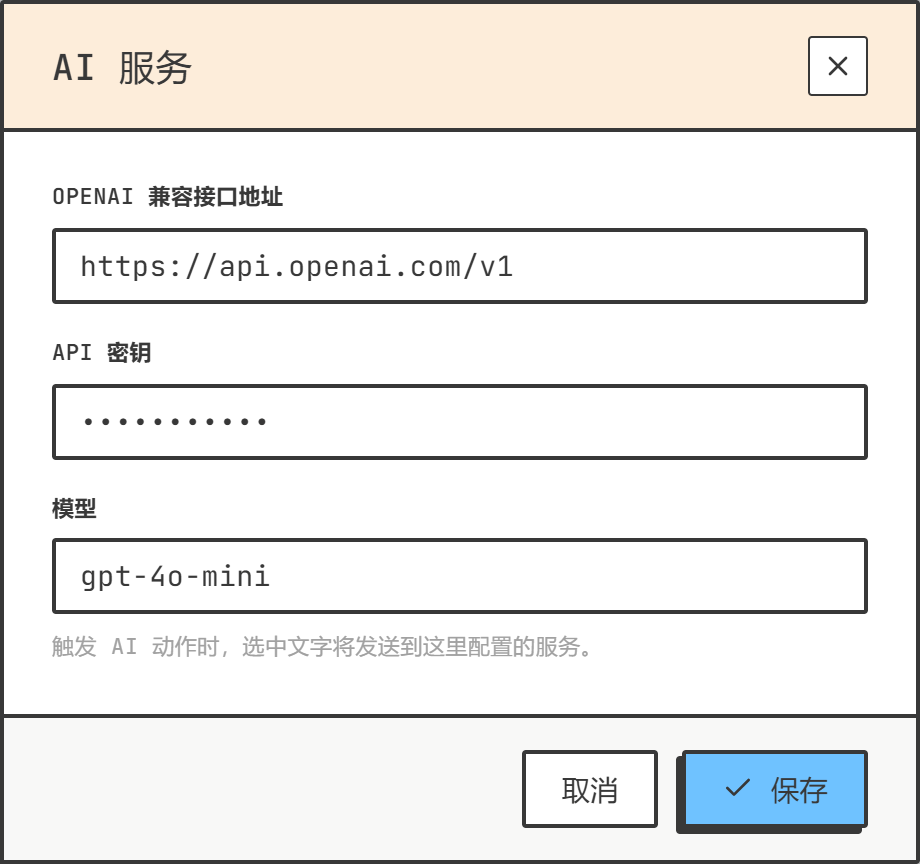 AI 服务
OPENAI 兼容接口地址
https://api.openai.com/v1
API 密钥
•••••••••••
模型
gpt-4o-mini
触发 AI 动作时，选中文字将发送到这里配置的服务。
取消
保存